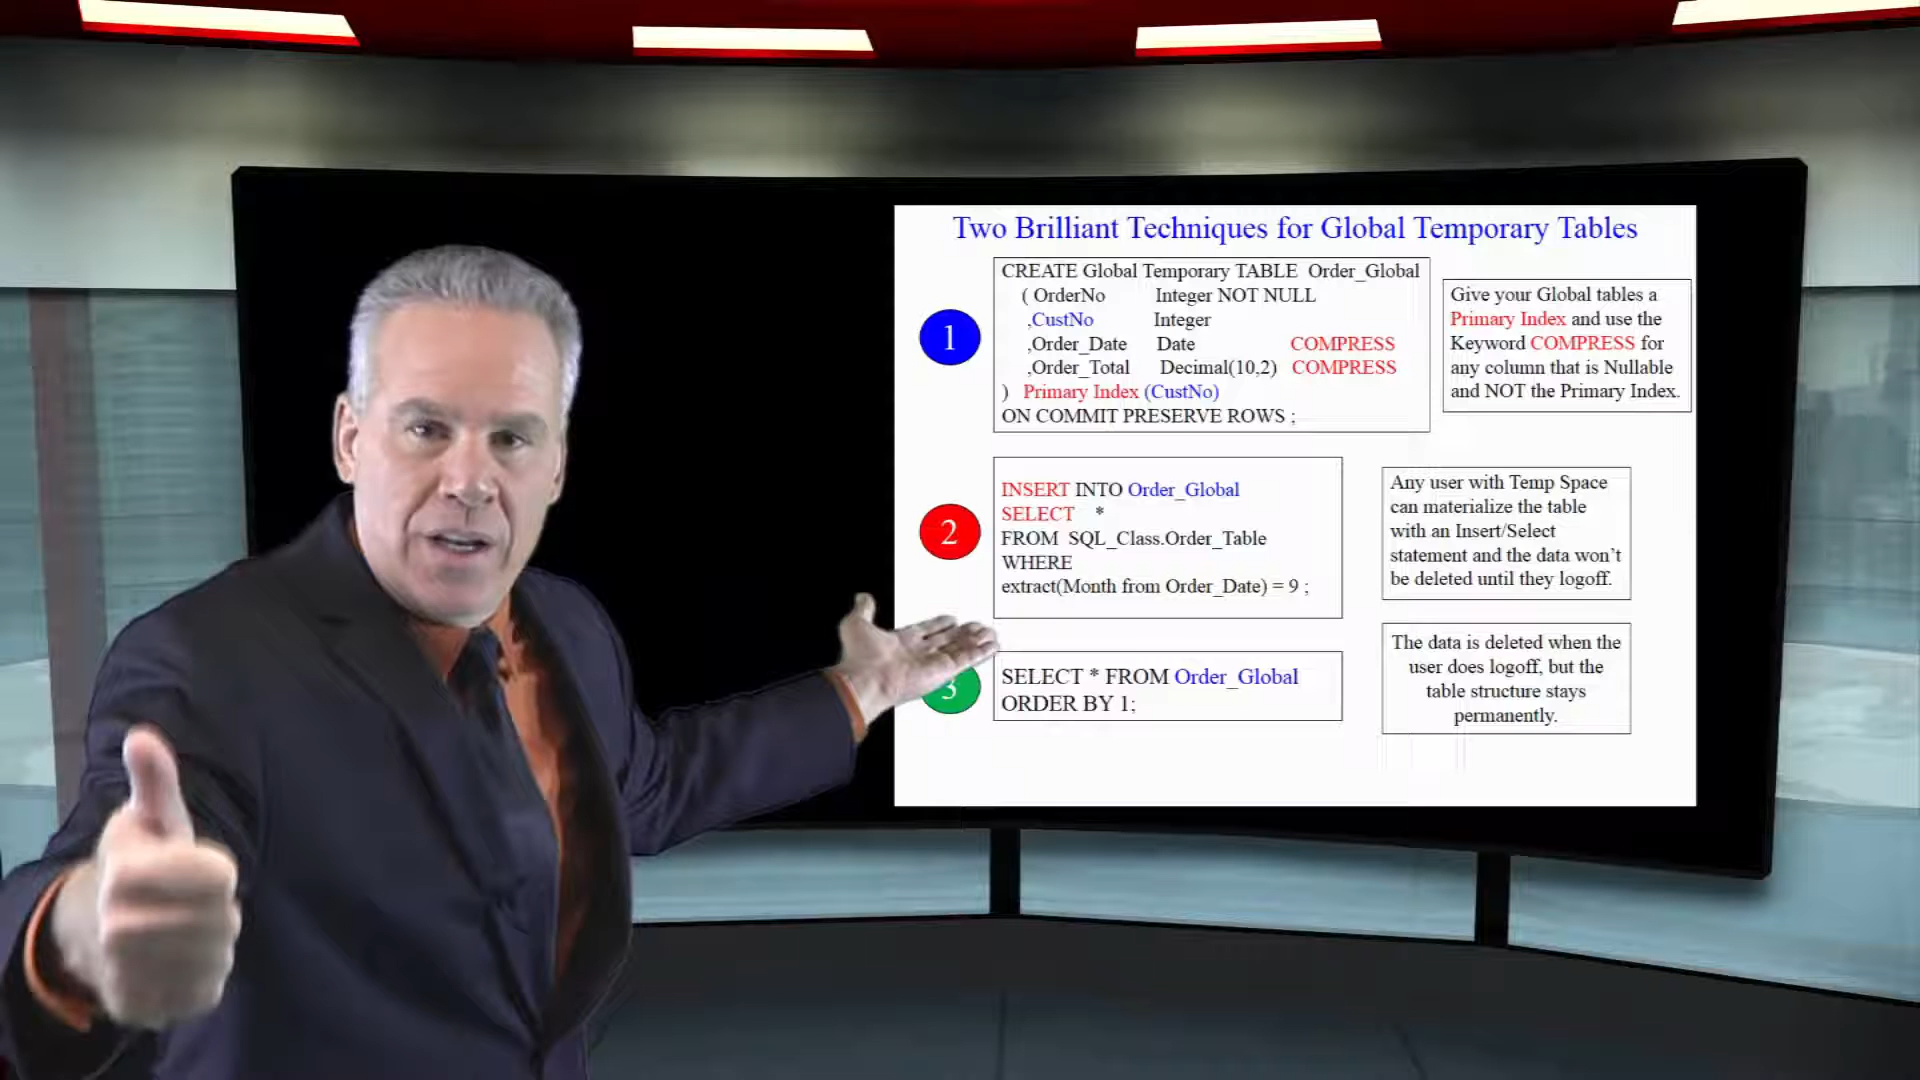 Two Brilliant Techniques for Global Temporary Tables
1
CREATE Global Temporary TABLE Order_Global
( OrderNo Integer NOT NULL
,CustNo Integer
,Order_Date Date COMPRESS
,Order_Total Decimal(10,2) COMPRESS
) Primary Index (CustNo)
ON COMMIT PRESERVE ROWS ;
Give your Global tables a
Primary Index and use the
Keyword COMPRESS for
any column that is Nullable
and NOT the Primary Index.
2
INSERT INTO Order_Global
SELECT *
FROM SQL_Class.Order_Table
WHERE
extract(Month from Order_Date) = 9 ;
Any user with Temp Space
can materialize the table
with an Insert/Select
statement and the data won’t
be deleted until they logoff.
3
SELECT * FROM Order_Global
ORDER BY 1;
The data is deleted when the
user does logoff, but the
table structure stays
permanently.